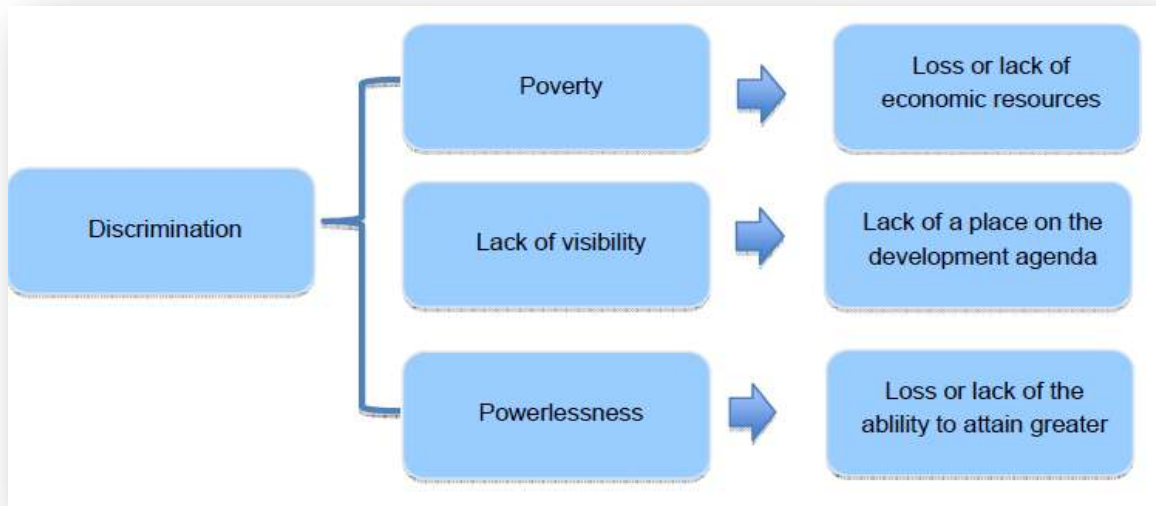 Discrimination
Poverty
Loss or lack of
economic resources
Lack of visibility
Lack of a place on the
development agenda
Powerlessness
Loss or lack of the
ablility to attain greater